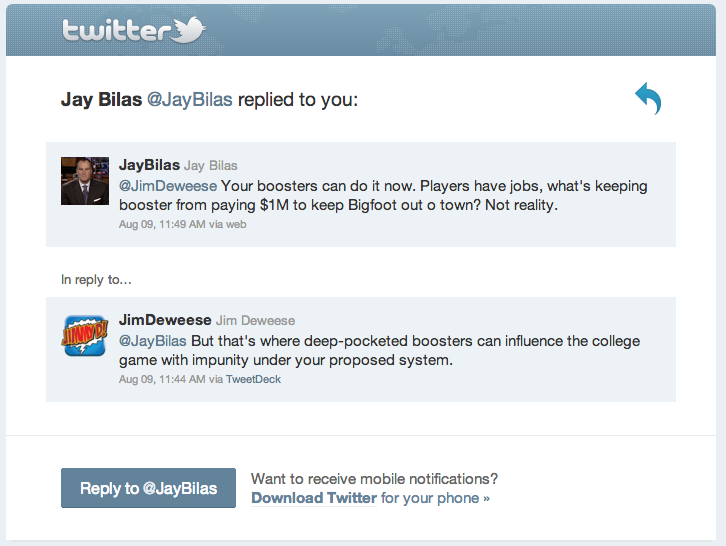 twitter
Jay Bilas @JayBilas replied to you:
JayBilas Jay Bilas
@JimDeweese Your boosters can do it now. Players have jobs, what's keeping
booster from paying $1M to keep Bigfoot out o town? Not reality.
Aug 09, 11:49 AM via web
In reply to...
JIMMY D!
JimDeweese Jim Deweese
@JayBilas But that's where deep-pocketed boosters can influence the college
game with impunity under your proposed system.
Aug 09, 11:44 AM via TweetDeck
Reply to @JayBilas
Want to receive mobile notifications?
Download Twitter for your phone »